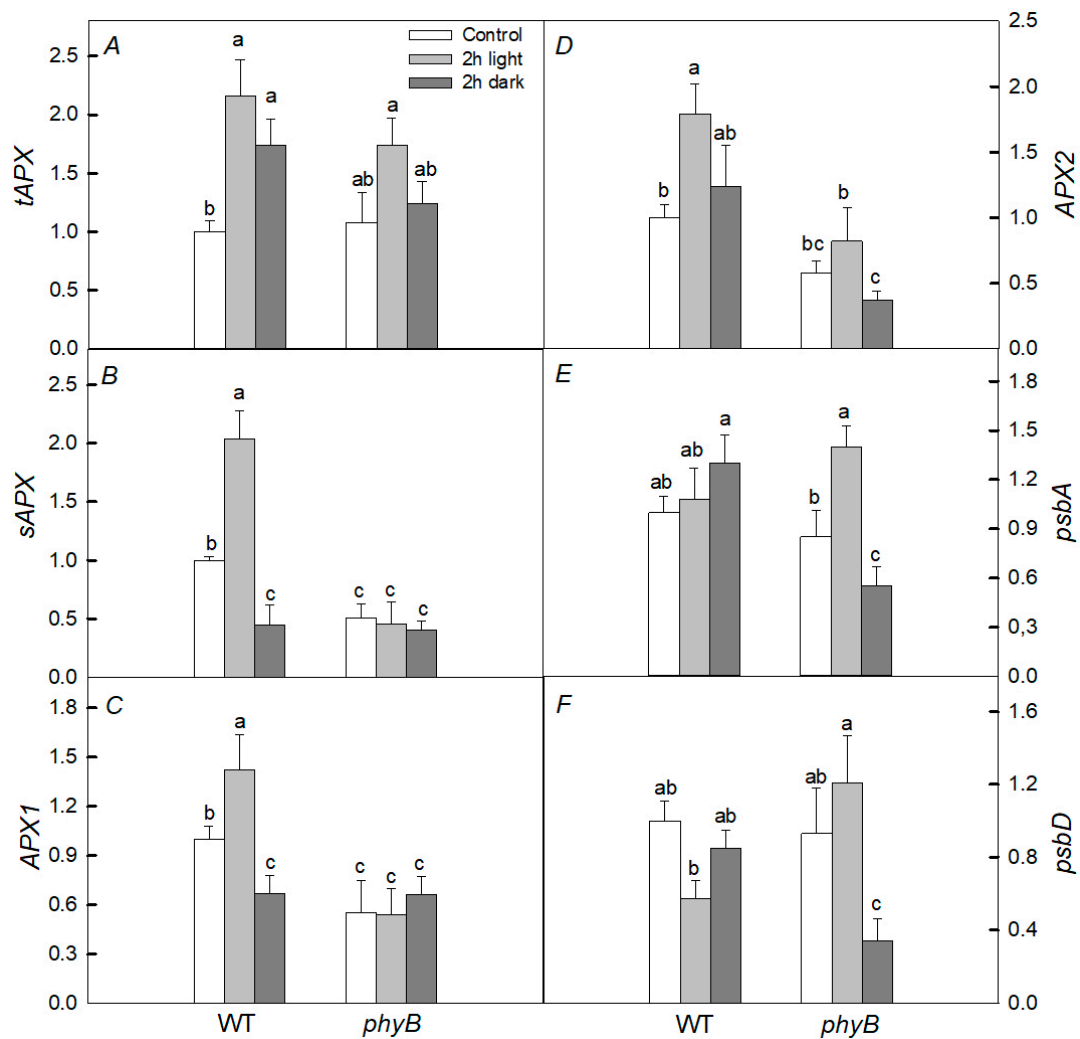 A
Control
2h light
2h dark
2.5
2.0
1.5
1.0
0.5
0.0
tAPX
b
a
a
ab
a
ab
B
2.5
2.0
1.5
1.0
0.5
0.0
sAPX
b
a
c
c
c
c
C
1.8
1.5
1.2
0.9
0.6
0.3
0.0
APX1
b
a
c
c
c
c
WT
phyB
D
2.5
2.0
1.5
1.0
0.5
0.0
APX2
b
a
ab
bc
b
c
E
1.8
1.5
1.2
0.9
0.6
0.3
0.0
psbA
ab
ab
a
b
a
c
F
1.6
1.2
0.8
0.4
0.0
psbD
ab
b
ab
ab
a
c
WT
phyB